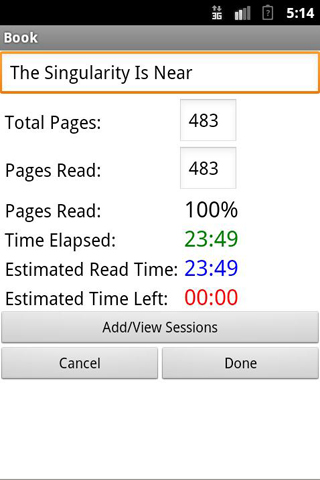 3G 5:14
Book
The Singularity Is Near
Total Pages: 483
Pages Read: 483
Pages Read: 100%
Time Elapsed: 23:49
Estimated Read Time: 23:49
Estimated Time Left: 00:00
Add/View Sessions
Cancel Done